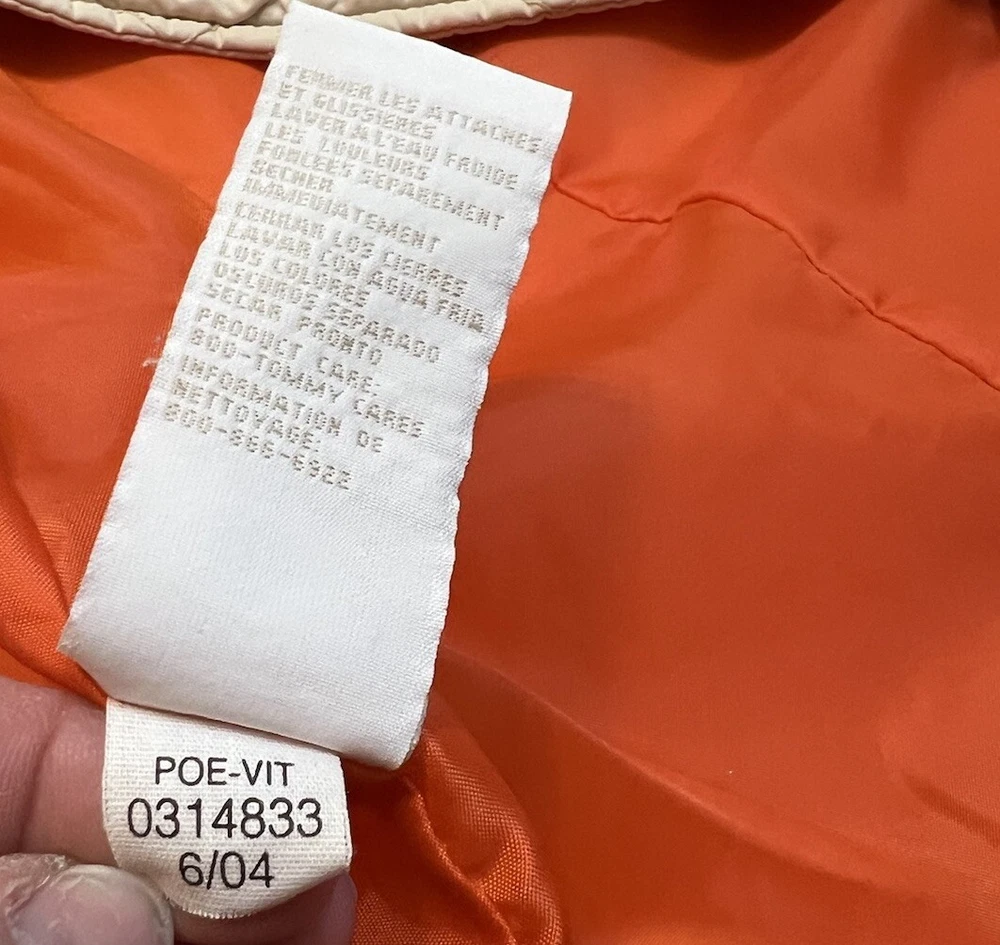 FERMER LES ATTACHES
ET GLISSIERES
LAVER A L'EAU FROIDE
LES COULEURS
FONCEES SEPAREMENT
SECHER
IMMEDIATEMENT
CERRAR LOS CIERRES
LAVAR CON AGUA FRIA
LOS COLORES
OSCUROS SEPARADO
SECAR PRONTO
PRODUCT CARE.
800-TOMMY CARES
INFORMATION DE
NETTOYAGE.
800-866-6922
POE-VIT
0314833
6/04